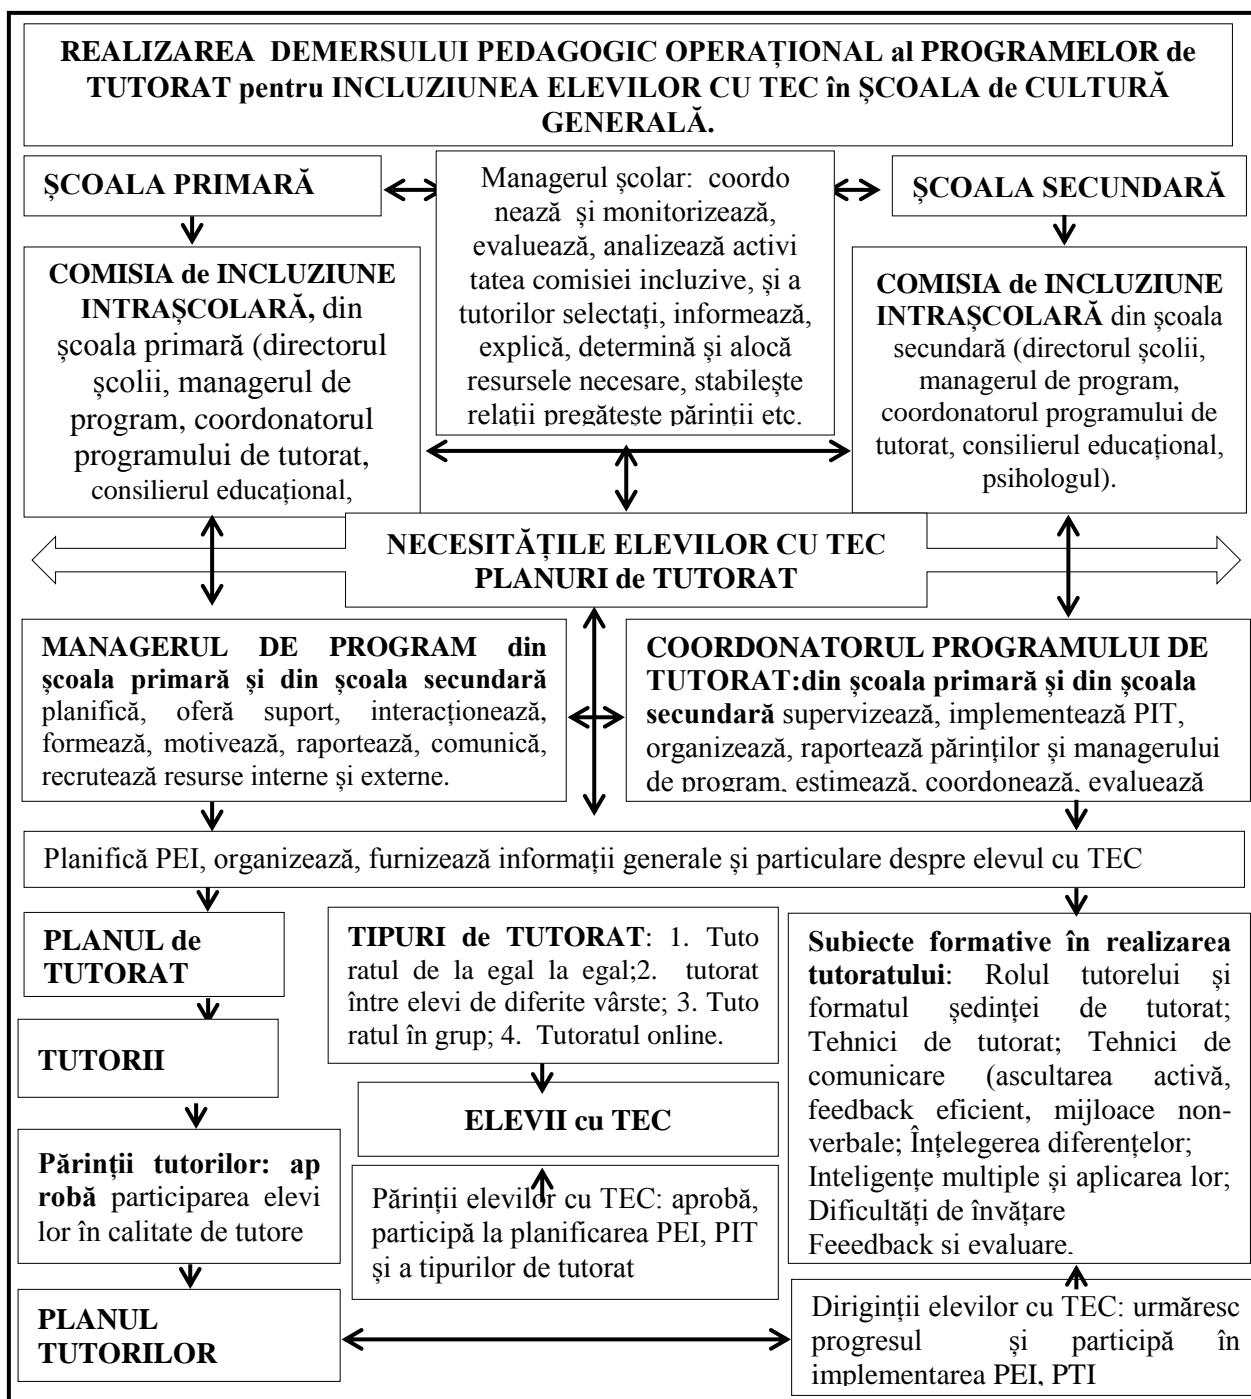 REALIZAREA DEMERSULUI PEDAGOGIC OPERAȚIONAL al PROGRAMELOR de
TUTORAT pentru INCLUZIUNEA ELEVILOR CU TEC în ȘCOALA de CULTURĂ
GENERALĂ.
ȘCOALA PRIMARĂ
Managerul școlar: coordo
nează și monitorizează,
evaluează, analizează activi
tatea comisiei incluzive, și a
tutorilor selectați, informează,
explică, determină și alocă
resursele necesare, stabilește
relații pregătește părinții etc.
ȘCOALA SECUNDARĂ
COMISIA de INCLUZIUNE
INTRAȘCOLARĂ, din
școala primară (directorul
școlii, managerul de
program, coordonatorul
programului de tutorat,
consilierul educațional,
COMISIA de INCLUZIUNE
INTRAȘCOLARĂ din școala
secundară (directorul școlii,
managerul de program,
coordonatorul programului de
tutorat, consilierul educațional,
psihologul).
NECESITĂȚILE ELEVILOR CU TEC
PLANURI de TUTORAT
MANAGERUL DE PROGRAM din
școala primară și din școala secundară
planifică, oferă suport, interacționează,
formează, motivează, raportează, comunică,
recrutează resurse interne și externe.
COORDONATORUL PROGRAMULUI DE
TUTORAT:din școala primară și din școala
secundară supervizează, implementează PIT,
organizează, raportează părinților și managerului
de program, estimează, coordonează, evaluează
Planifică PEI, organizează, furnizează informații generale și particulare despre elevul cu TEC
PLANUL de
TUTORAT
TUTORII
Părinții tutorilor: ap
robă participarea elevi
lor în calitate de tutore
PLANUL
TUTORILOR
TIPURI de TUTORAT: 1. Tuto
ratul de la egal la egal;2. tutorat
între elevi de diferite vârste; 3. Tuto
ratul în grup; 4. Tutoratul online.
ELEVII cu TEC
Părinții elevilor cu TEC: aprobă,
participă la planificarea PEI, PIT
și a tipurilor de tutorat
Subiecte formative în realizarea
tutoratului: Rolul tutorelui și
formatul ședinței de tutorat;
Tehnici de tutorat; Tehnici de
comunicare (ascultarea activă,
feedback eficient, mijloace non-
verbale; Înțelegerea diferențelor;
Inteligențe multiple și aplicarea lor;
Dificultăți de învățare
Feeedback si evaluare.
Diriginții elevilor cu TEC: urmăresc
progresul și participă în
implementarea PEI, PTI